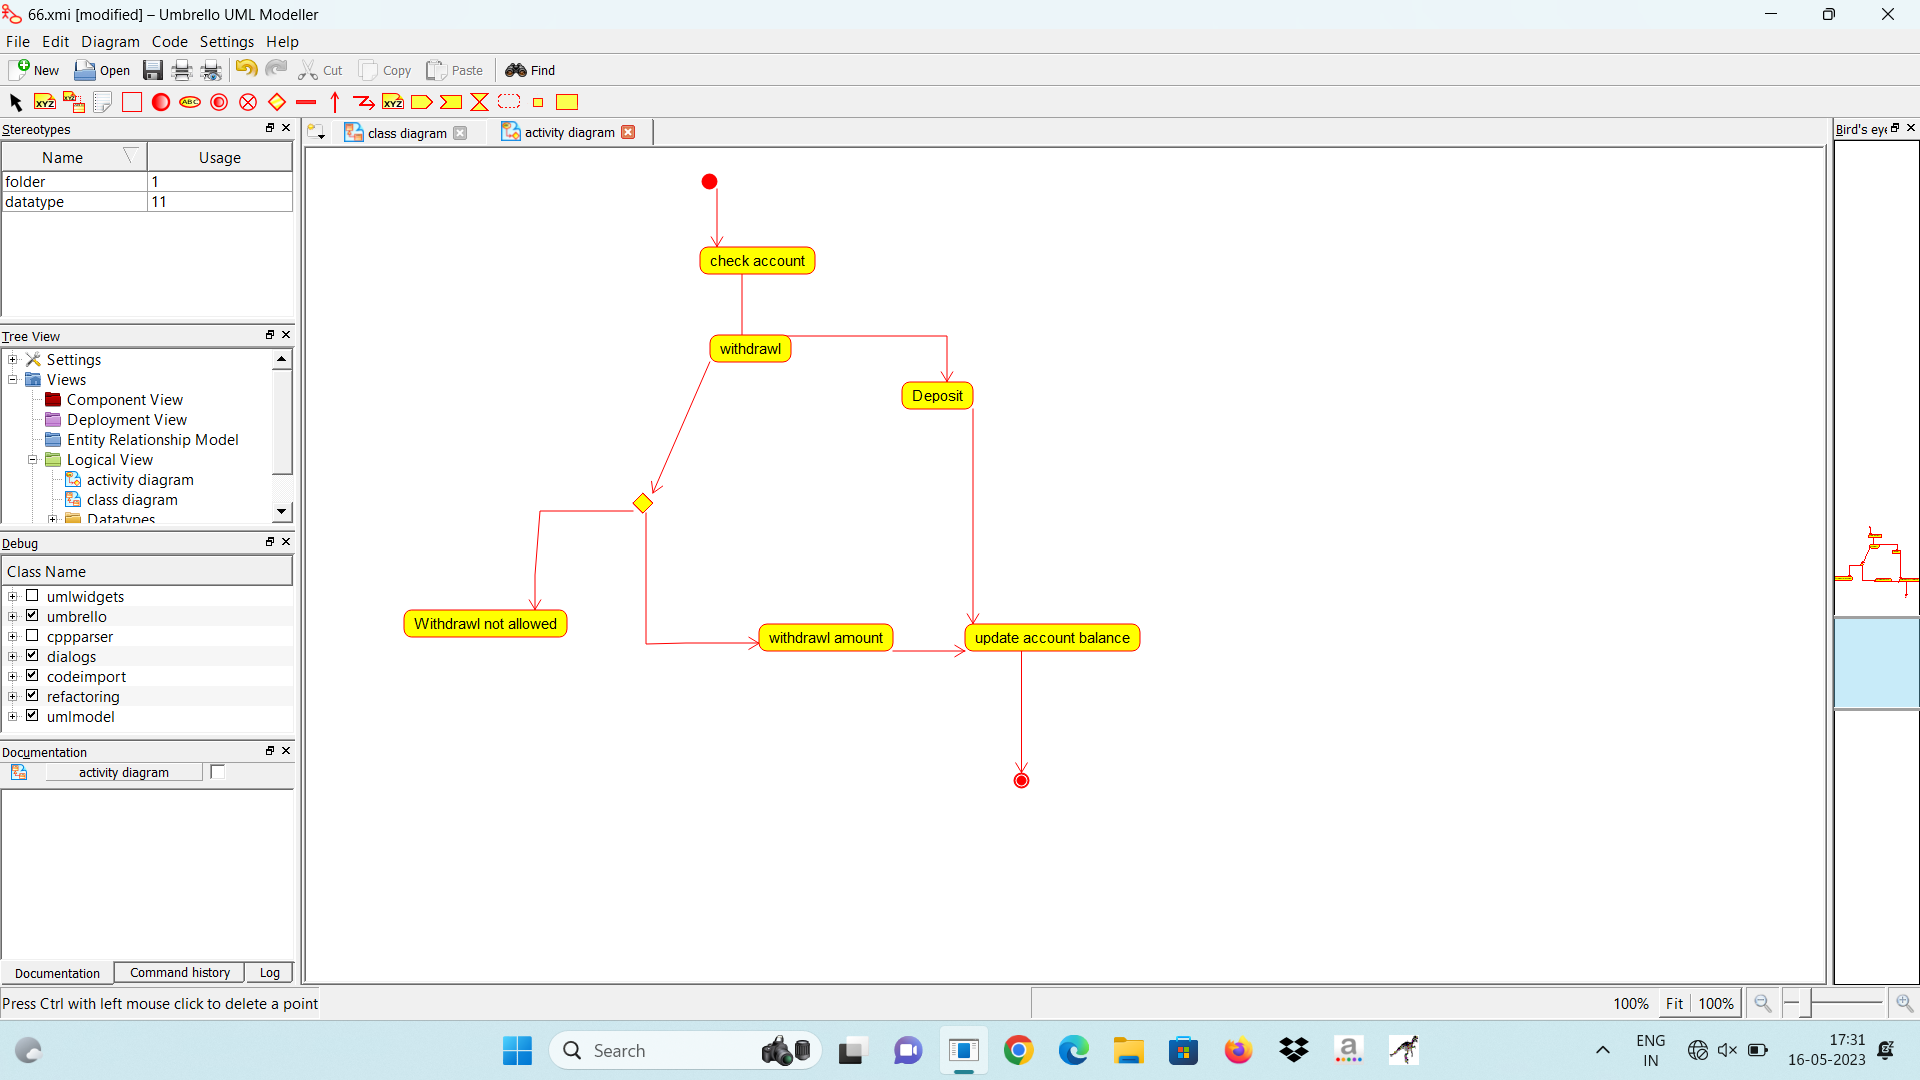 66.xmi [modified] – Umbrello UML Modeller
File Edit Diagram Code Settings Help
New Open Cut Copy Paste Find
XYZ XYZ ABC XYZ
Stereotypes
Name Usage
folder 1
datatype 11
Tree View
Settings
Views
Component View
Deployment View
Entity Relationship Model
Logical View
activity diagram
class diagram
Datatypes
Debug
Class Name
umlwidgets
umbrello
cppparser
dialogs
codeimport
refactoring
umlmodel
Documentation
activity diagram
Documentation Command history Log
class diagram activity diagram
check account
withdrawl
Deposit
Withdrawl not allowed
withdrawl amount
update account balance
Bird's eye
Press Ctrl with left mouse click to delete a point
100% Fit 100%
Search
a
ENG
IN
17:31
16-05-2023